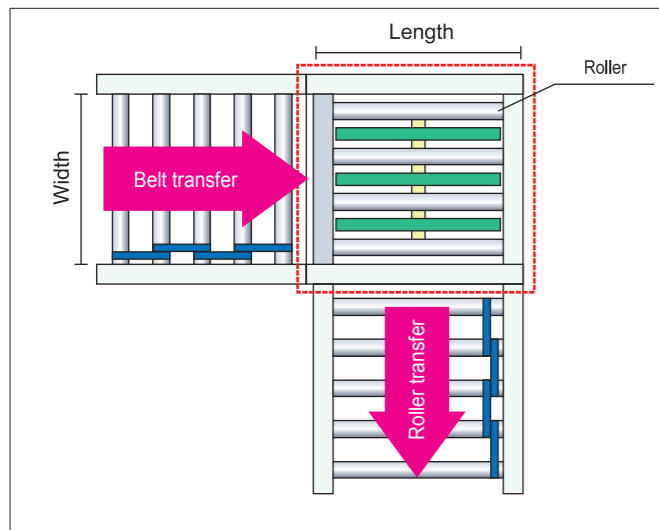 Length
Roller
Width
Belt transfer
Roller transfer